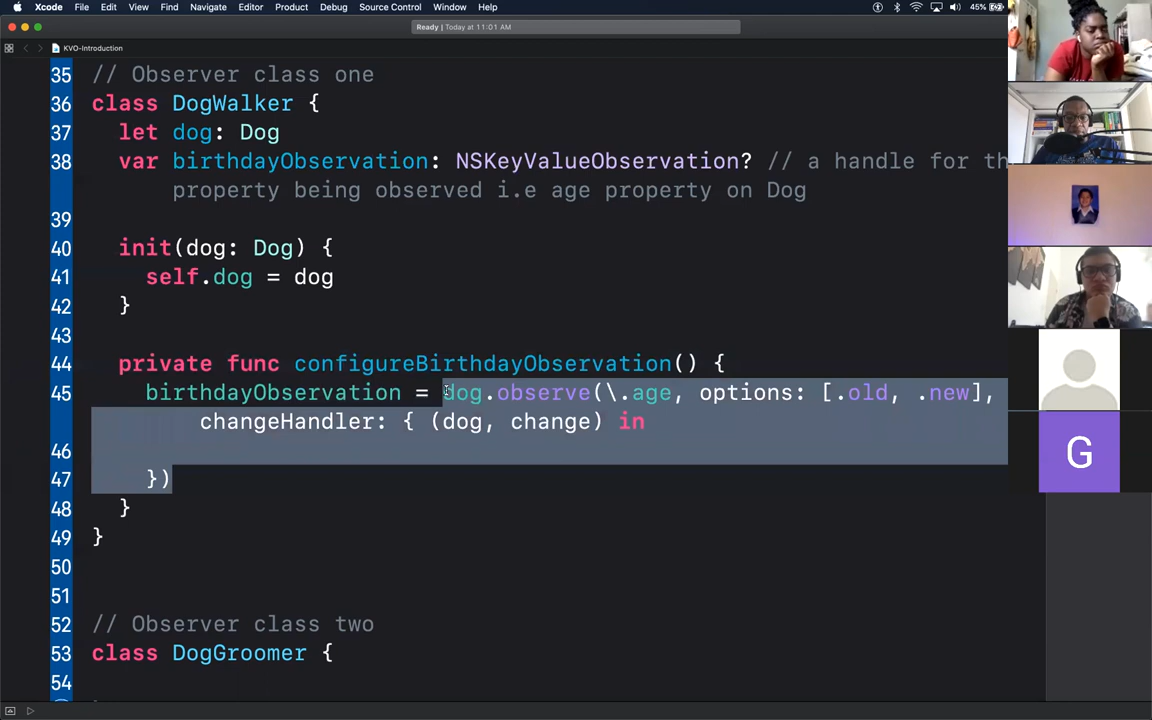 Xcode File Edit View Find Navigate Editor Product Debug Source Control Window Help 45%
Ready | Today at 11:01 AM
KVO-Introduction
35 // Observer class one
36 class DogWalker {
37 let dog: Dog
38 var birthdayObservation: NSKeyValueObservation? // a handle for th
property being observed i.e age property on Dog
39
40 init(dog: Dog) {
41 self.dog = dog
42 }
43
44 private func configureBirthdayObservation() {
45 birthdayObservation = dog.observe(\.age, options: [.old, .new],
changeHandler: { (dog, change) in
46
47 })
48 }
49 }
50
51
52 // Observer class two
53 class DogGroomer {
54
G